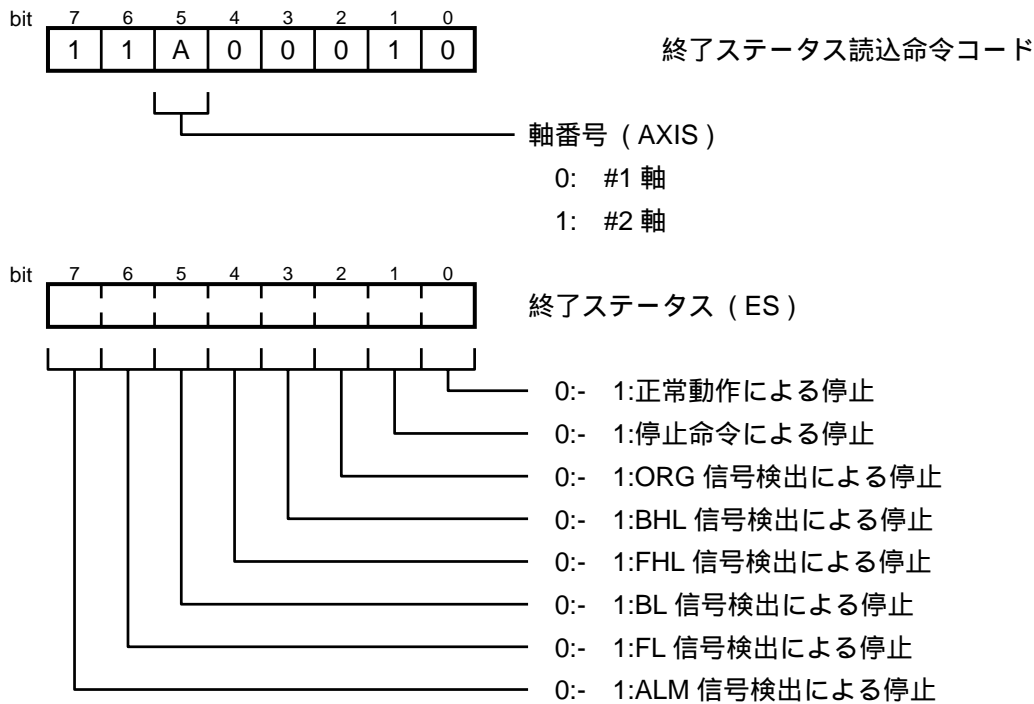 bit 7 6 5 4 3 2 1 0
1 1 A 0 0 0 1 0 終了ステータス読込命令コード
軸番号 ( AXIS )
0: #1 軸
1: #2 軸
bit 7 6 5 4 3 2 1 0
終了ステータス ( ES )
0:- 1:正常動作による停止
0:- 1:停止命令による停止
0:- 1:ORG 信号検出による停止
0:- 1:BHL 信号検出による停止
0:- 1:FHL 信号検出による停止
0:- 1:BL 信号検出による停止
0:- 1:FL 信号検出による停止
0:- 1:ALM 信号検出による停止